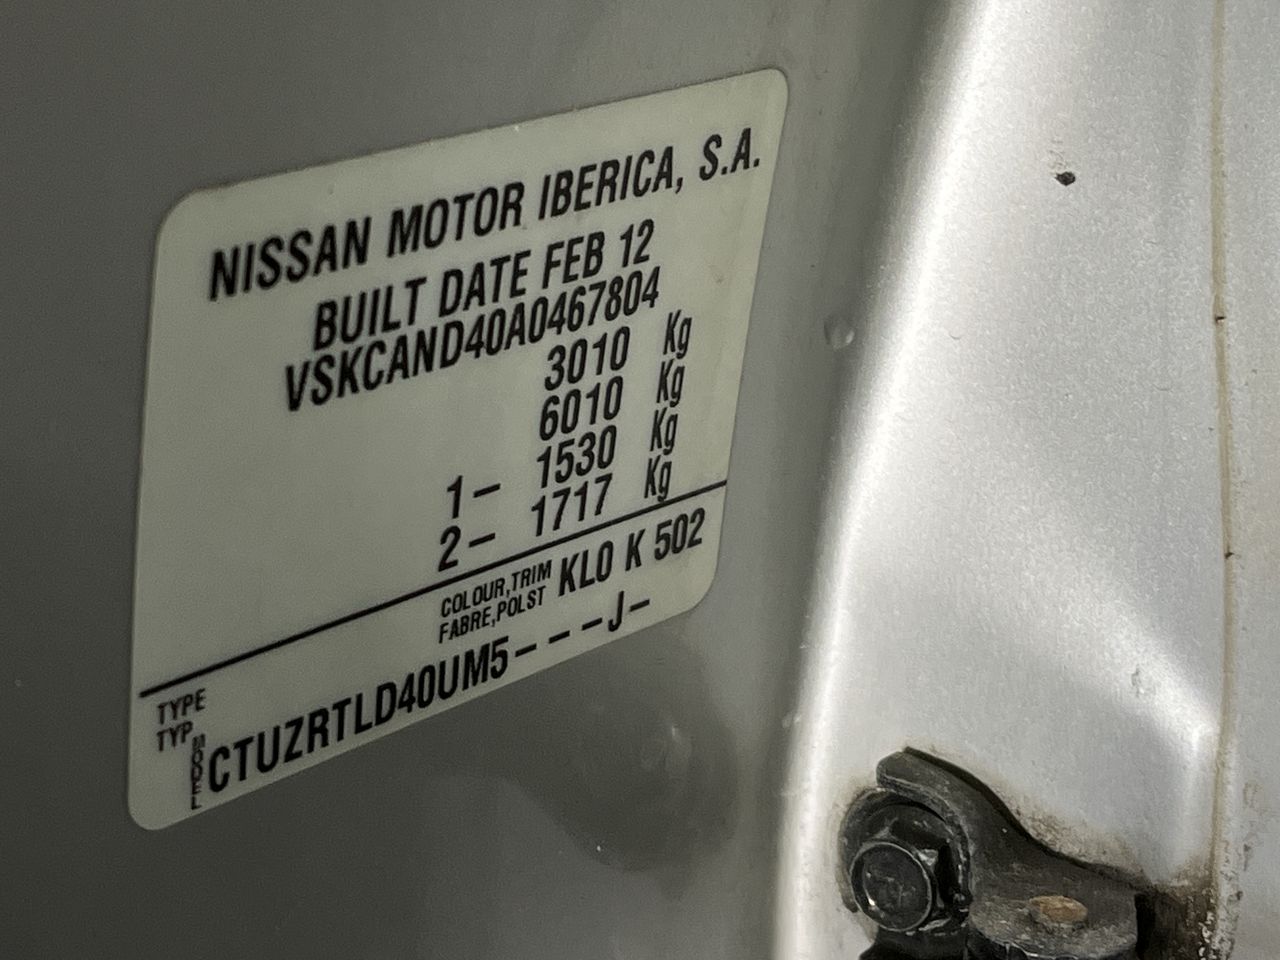 NISSAN MOTOR IBERICA, S.A.
BUILT DATE FEB 12
VSKCAND40A0467804
3010 Kg
6010 Kg
1- 1530 Kg
2- 1717 Kg
COLOUR,TRIM
FABRE,POLST
KL0 K 502
TYPE
TYP
MODEL
CTUZRTLD40UM5- - -J-